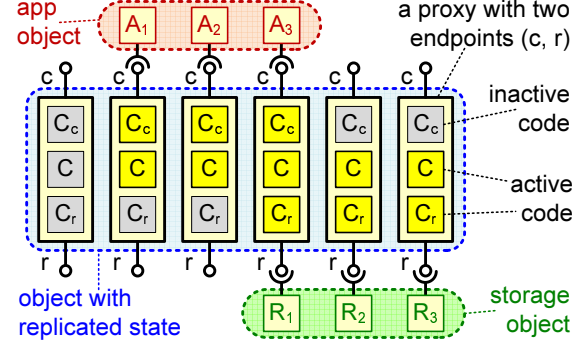 app
object
A1 A2 A3
a proxy with two
endpoints (c, r)
c c c c c c
Cc Cc Cc Cc Cc Cc
inactive
code
C C C C C C
active
code
Cr Cr Cr Cr Cr Cr
r r r r r r
object with
replicated state
R1 R2 R3
storage
object